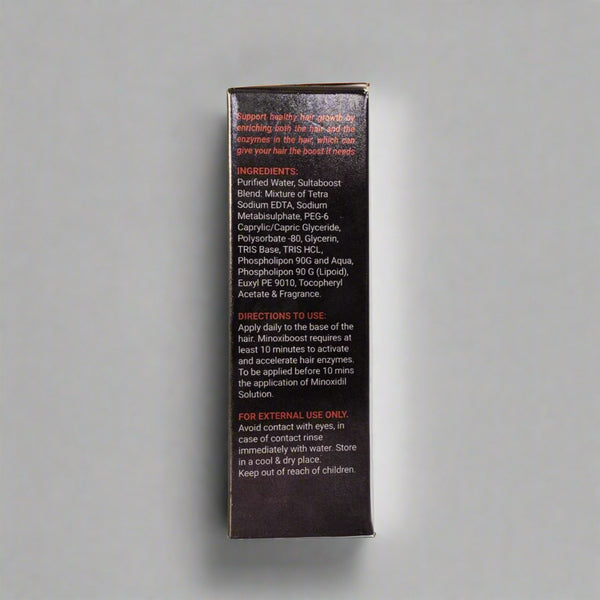 Support healthy hair growth by
enriching both the hair and the
enzymes in the hair, which can
give your hair the boost it needs
INGREDIENTS:
Purified Water, Sultaboost
Blend: Mixture of Tetra
Sodium EDTA, Sodium
Metabisulphate, PEG-6
Caprylic/Capric Glyceride,
Polysorbate -80, Glycerin,
TRIS Base, TRIS HCL,
Phospholipon 90G and Aqua,
Phospholipon 90 G (Lipoid),
Euxyl PE 9010, Tocopheryl
Acetate & Fragrance.
DIRECTIONS TO USE:
Apply daily to the base of the
hair. Minoxiboost requires at
least 10 minutes to activate
and accelerate hair enzymes.
To be applied before 10 mins
the application of Minoxidil
Solution.
FOR EXTERNAL USE ONLY.
Avoid contact with eyes, in
case of contact rinse
immediately with water. Store
in a cool & dry place.
Keep out of reach of children.